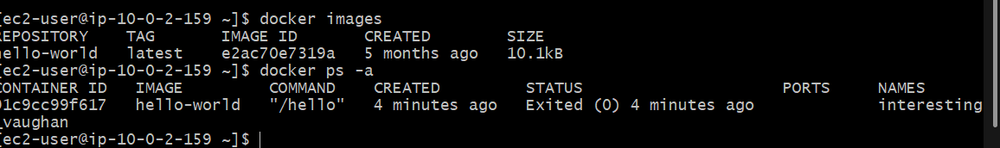 [ec2-user@ip-10-0-2-159 ~]$ docker images
REPOSITORY    TAG       IMAGE ID       CREATED        SIZE
hello-world   latest    e2ac70e7319a   5 months ago   10.1kB
[ec2-user@ip-10-0-2-159 ~]$ docker ps -a
CONTAINER ID   IMAGE         COMMAND    CREATED         STATUS                     PORTS     NAMES
91c9cc99f617   hello-world   "/hello"   4 minutes ago   Exited (0) 4 minutes ago             interesting
_vaughan
[ec2-user@ip-10-0-2-159 ~]$